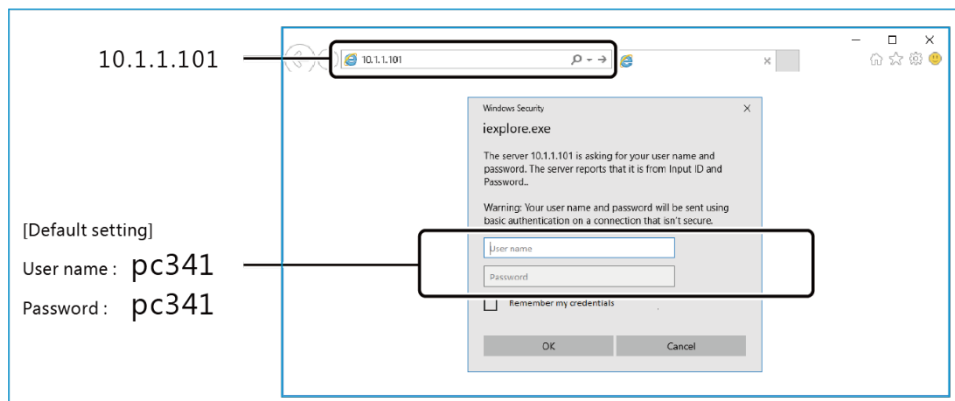 10.1.1.101
10.1.1.101
Windows Security
iexplore.exe
The server 10.1.1.101 is asking for your user name and
password. The server reports that it is from Input ID and
Password..
Warning: Your user name and password will be sent using
basic authentication on a connection that isn't secure.
[Default setting]
User name : pc341
Password : pc341
User name
Password
Remember my credentials
OK
Cancel